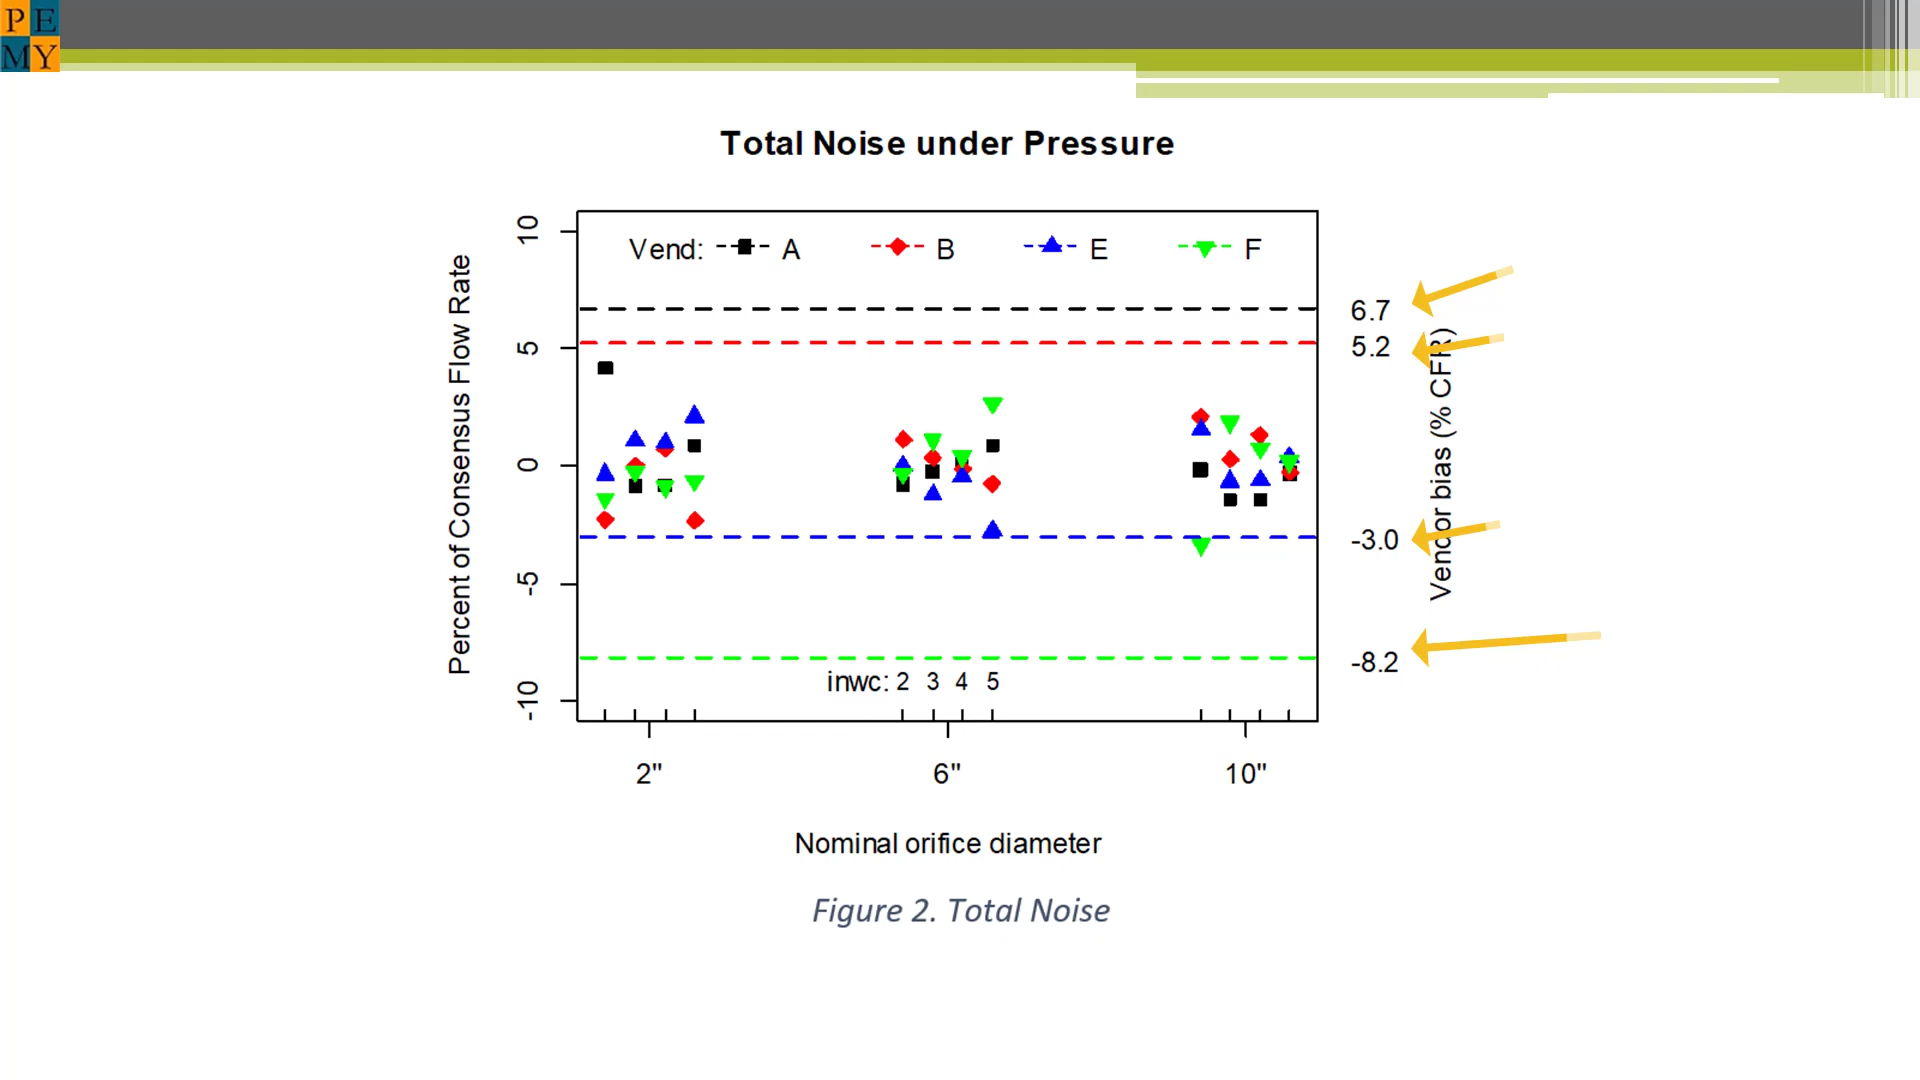 P E
M Y
Total Noise under Pressure
Vend: A B E F
10
5
0
-5
-10
Percent of Consensus Flow Rate
6.7
5.2
-3.0
-8.2
Vendor bias (% CFR)
inwc: 2 3 4 5
2" 6" 10"
Nominal orifice diameter
Figure 2. Total Noise